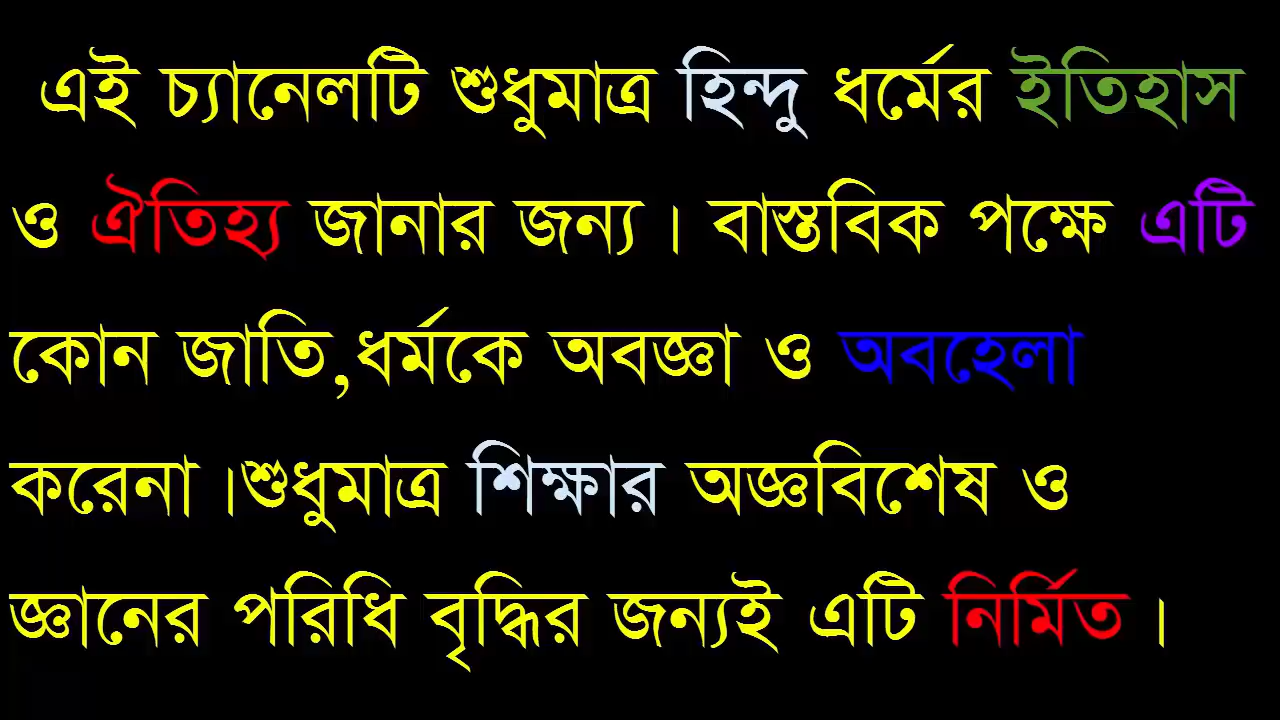 এই চ্যানেলটি শুধুমাত্র হিন্দু ধর্মের ইতিহাস
ও ঐতিহ্য জানার জন্য। বাস্তবিক পক্ষে এটি
কোন জাতি,ধর্মকে অবজ্ঞা ও অবহেলা
করেনা।শুধুমাত্র শিক্ষার অজ্ঞবিশেষ ও
জ্ঞানের পরিধি বৃদ্ধির জন্যই এটি নির্মিত।